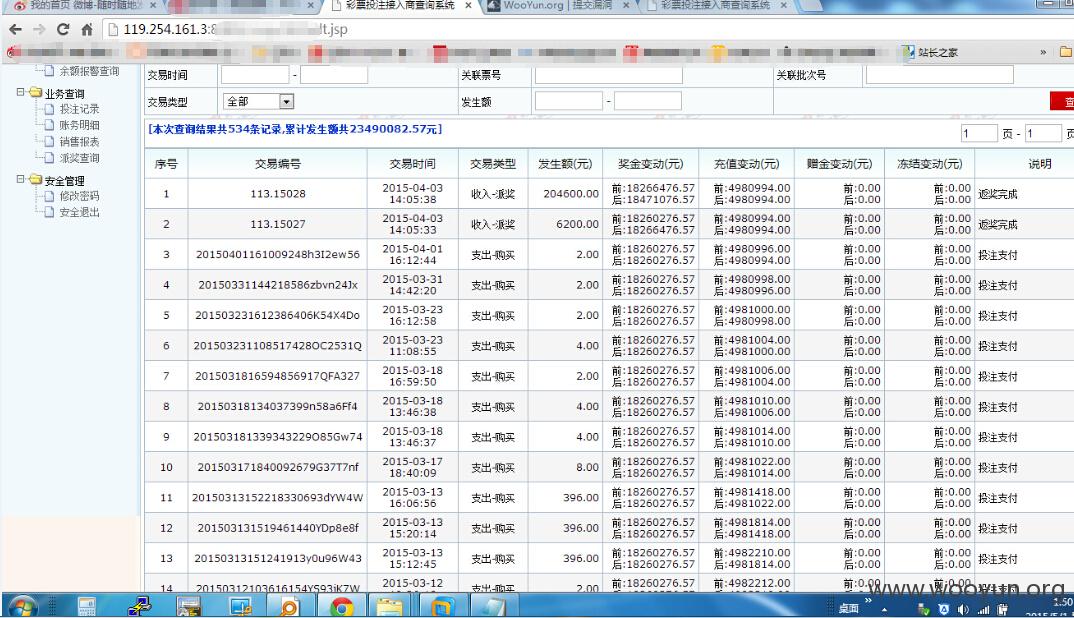 我的首页 微博-随时随地 彩票投注接入商查询系统 WooYun.org | 提交漏洞 彩票投注接入商查询系统
119.254.161.3:8 lt.jsp
站长之家 »
余额报警查询
业务查询
投注记录
账务明细
销售报表
派奖查询
安全管理
修改密码
安全退出
交易时间 - 关联票号 关联批次号
交易类型 全部 发生额 - 查
[本次查询结果共534条记录,累计发生额共23490082.57元]
1 页 - 1 页
序号 交易编号 交易时间 交易类型 发生额(元) 奖金变动(元) 充值变动(元) 赠金变动(元) 冻结变动(元) 说明
1 113.15028 2015-04-03 14:05:38 收入-派奖 204600.00 前:18266476.57 后:18471076.57 前:4980994.00 后:4980994.00 前:0.00 后:0.00 前:0.00 后:0.00 返奖完成
2 113.15027 2015-04-03 14:05:33 收入-派奖 6200.00 前:18260276.57 后:18266476.57 前:4980994.00 后:4980994.00 前:0.00 后:0.00 前:0.00 后:0.00 返奖完成
3 20150401161009248h3I2ew56 2015-04-01 16:12:44 支出-购买 2.00 前:18260276.57 后:18260276.57 前:4980996.00 后:4980994.00 前:0.00 后:0.00 前:0.00 后:0.00 投注支付
4 20150331144218586zbvn24Jx 2015-03-31 14:42:20 支出-购买 2.00 前:18260276.57 后:18260276.57 前:4980998.00 后:4980996.00 前:0.00 后:0.00 前:0.00 后:0.00 投注支付
5 201503231612386406K54X4Do 2015-03-23 16:12:58 支出-购买 2.00 前:18260276.57 后:18260276.57 前:4981000.00 后:4980998.00 前:0.00 后:0.00 前:0.00 后:0.00 投注支付
6 201503231108517428OC2531Q 2015-03-23 11:08:55 支出-购买 4.00 前:18260276.57 后:18260276.57 前:4981004.00 后:4981000.00 前:0.00 后:0.00 前:0.00 后:0.00 投注支付
7 2015031816594856917QFA327 2015-03-18 16:59:50 支出-购买 2.00 前:18260276.57 后:18260276.57 前:4981006.00 后:4981004.00 前:0.00 后:0.00 前:0.00 后:0.00 投注支付
8 20150318134037399n58a6Ff4 2015-03-18 13:46:38 支出-购买 4.00 前:18260276.57 后:18260276.57 前:4981010.00 后:4981006.00 前:0.00 后:0.00 前:0.00 后:0.00 投注支付
9 201503181339343229O85Gw74 2015-03-18 13:46:37 支出-购买 4.00 前:18260276.57 后:18260276.57 前:4981014.00 后:4981010.00 前:0.00 后:0.00 前:0.00 后:0.00 投注支付
10 201503171840092679G37T7nf 2015-03-17 18:40:09 支出-购买 8.00 前:18260276.57 后:18260276.57 前:4981022.00 后:4981014.00 前:0.00 后:0.00 前:0.00 后:0.00 投注支付
11 20150313152218330693dYW4W 2015-03-13 16:06:56 支出-购买 396.00 前:18260276.57 后:18260276.57 前:4981418.00 后:4981022.00 前:0.00 后:0.00 前:0.00 后:0.00 投注支付
12 201503131519461440YDp8e8f 2015-03-13 15:20:14 支出-购买 396.00 前:18260276.57 后:18260276.57 前:4981814.00 后:4981418.00 前:0.00 后:0.00 前:0.00 后:0.00 投注支付
13 20150313151241913y0u96W43 2015-03-13 15:12:45 支出-购买 396.00 前:18260276.57 后:18260276.57 前:4982210.00 后:4981814.00 前:0.00 后:0.00 前:0.00 后:0.00 投注支付
14 20150312103616154YS93jK7W 2015-03-12 支出-购买 2.00 前:18260276.57 前:4982212.00 前:0.00 前:0.00 投注支付
www.wooyun.org
桌面 » 1:50